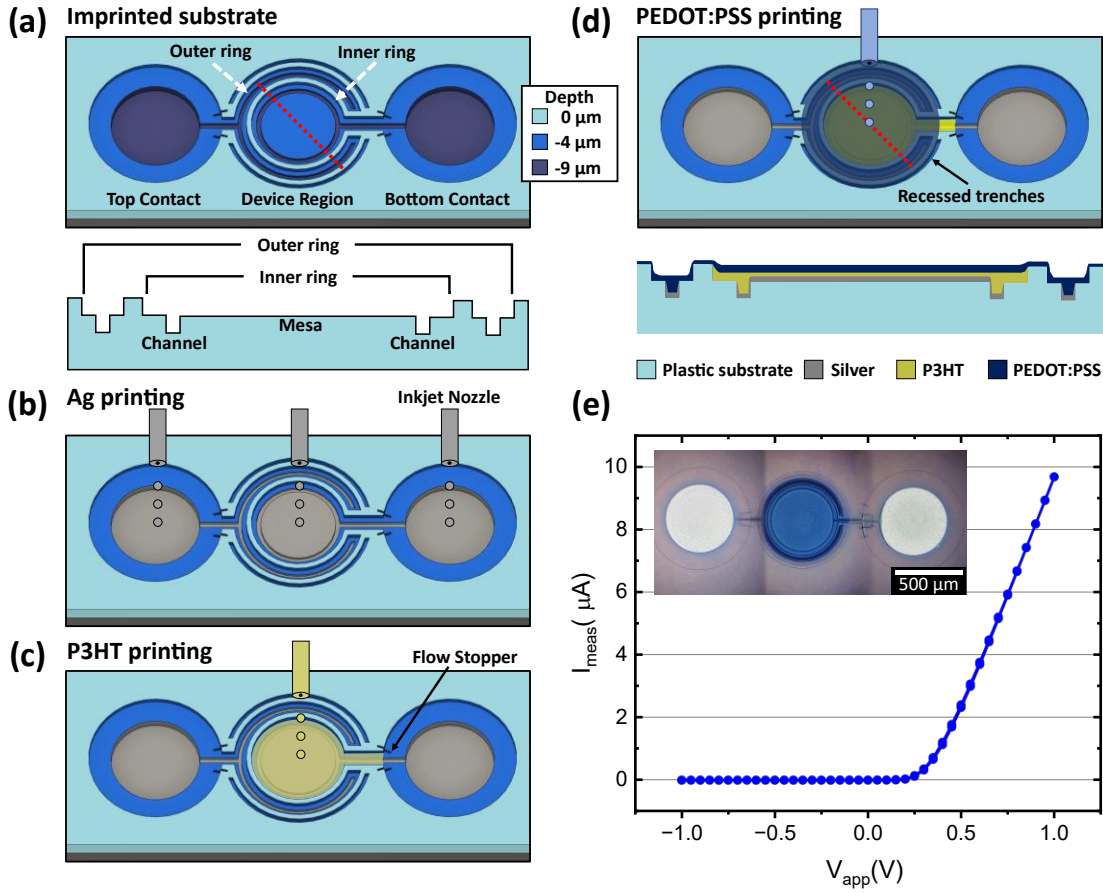 (a) Imprinted substrate
Outer ring
Inner ring
Depth
0 μm
-4 μm
-9 μm
Top Contact
Device Region
Bottom Contact
Outer ring
Inner ring
Mesa
Channel
Channel
(b) Ag printing
Inkjet Nozzle
(c) P3HT printing
Flow Stopper
(d) PEDOT:PSS printing
Recessed trenches
Plastic substrate
Silver
P3HT
PEDOT:PSS
(e)
10
8
6
4
2
0
I_meas( μA)
500 μm
−1.0
−0.5
0.0
0.5
1.0
V_app(V)